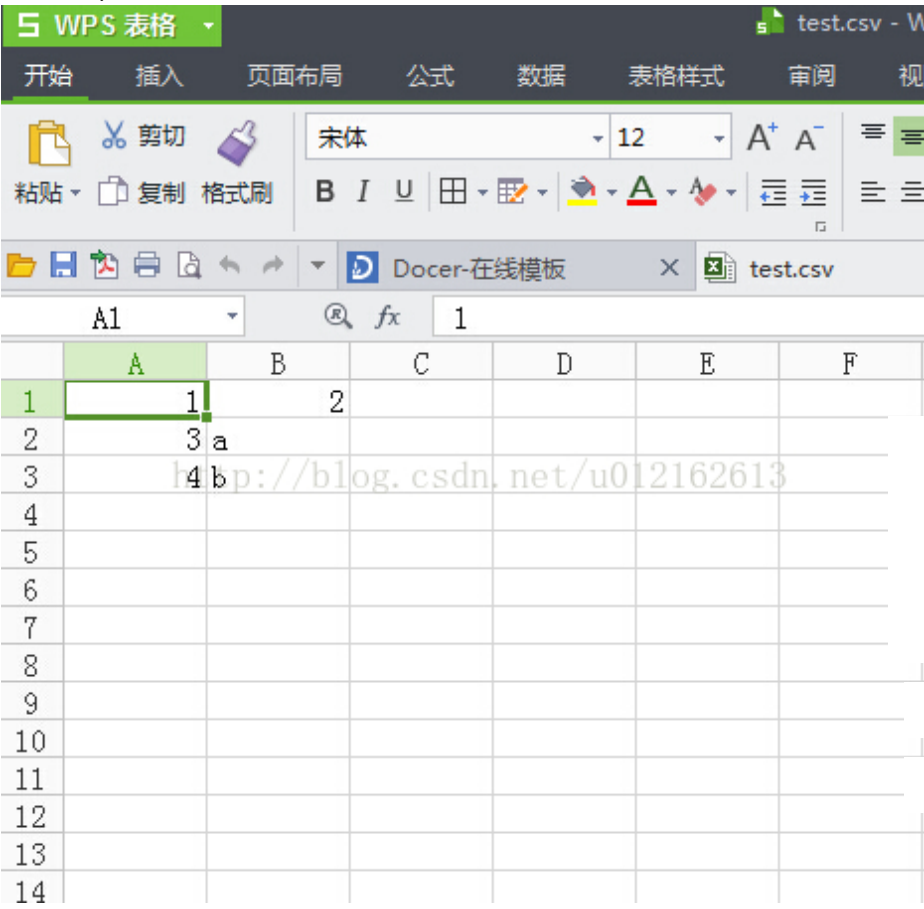 WPS 表格 test.csv - W
开始 插入 页面布局 公式 数据 表格样式 审阅 视
剪切 宋体 12 A+ A-
粘贴 复制 格式刷 B I U A
Docer-在线模板 test.csv
A1 fx 1
A B C D E F
1 1 2
2 3 a
3 4 b
http://blog.csdn.net/u012162613
4
5
6
7
8
9
10
11
12
13
14